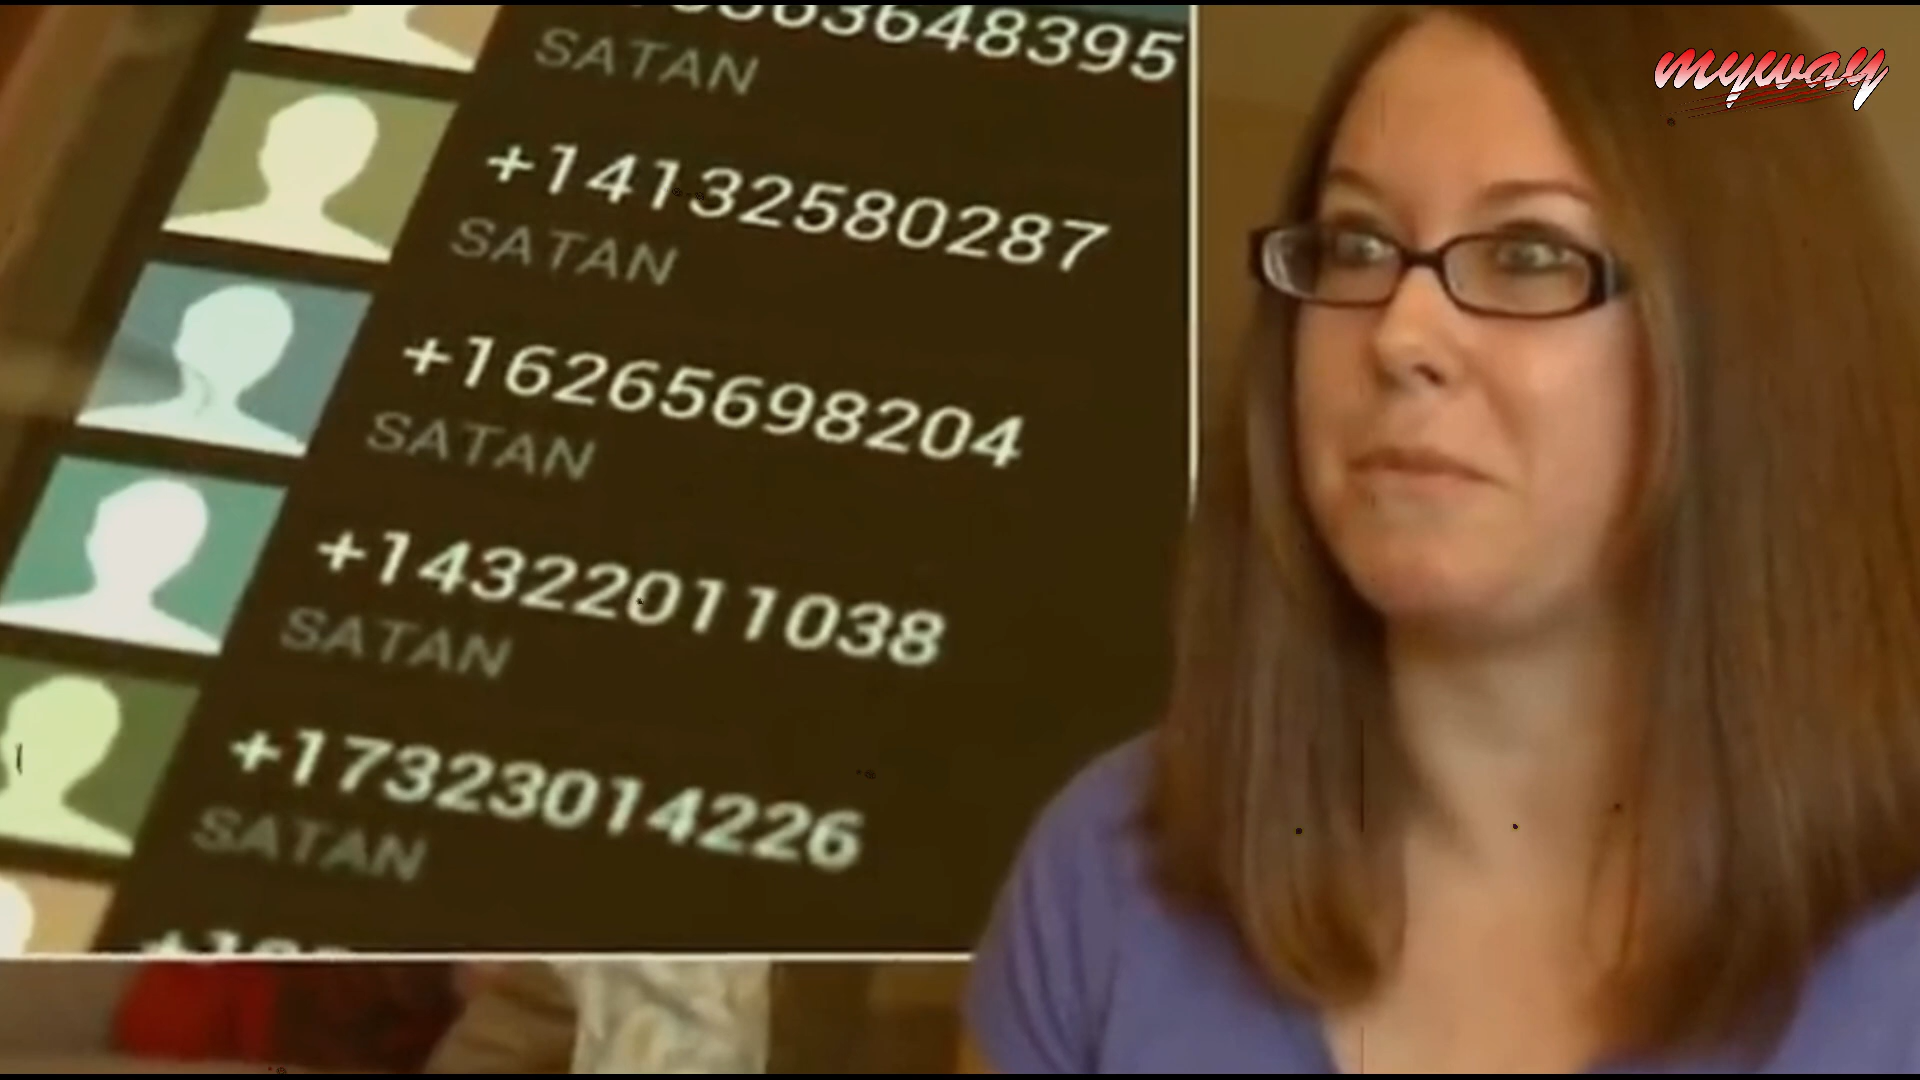 myway
3648395
SATAN
+14132580287
SATAN
+16265698204
SATAN
+14322011038
SATAN
+17323014226
SATAN